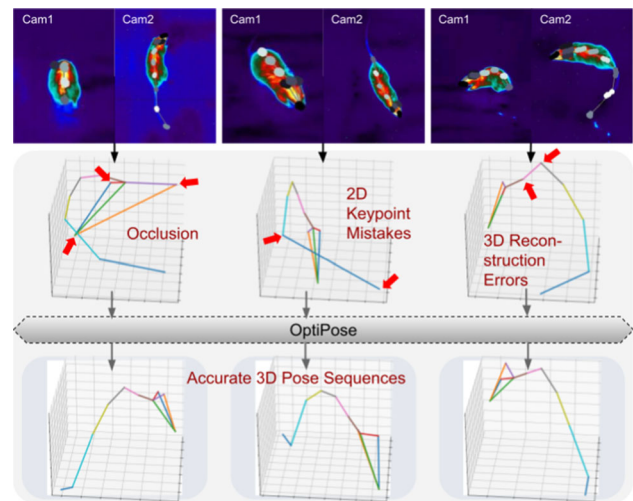 Cam1
Cam2
Cam1
Cam2
Cam1
Cam2
Occlusion
2D
Keypoint
Mistakes
3D Recon-
struction
Errors
OptiPose
Accurate 3D Pose Sequences